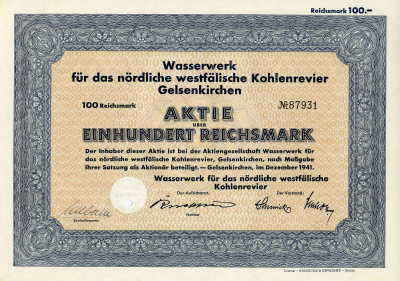 Reichsmark 100.—
Wasserwerk
für das nördliche westfälische Kohlenrevier
Gelsenkirchen
100 Reichsmark
№87931
AKTIE
ÜBER
EINHUNDERT REICHSMARK
Der Inhaber dieser Aktie ist bei der Aktiengesellschaft Wasserwerk für
das nördliche westfälische Kohlenrevier, Gelsenkirchen, nach Maßgabe
ihrer Satzung als Aktionär beteiligt. — Gelsenkirchen, im Dezember 1941.
Wasserwerk für das nördliche westfälische
Kohlenrevier
Der Aufsichtsrat:
Der Vorstand:
Vorsitzer